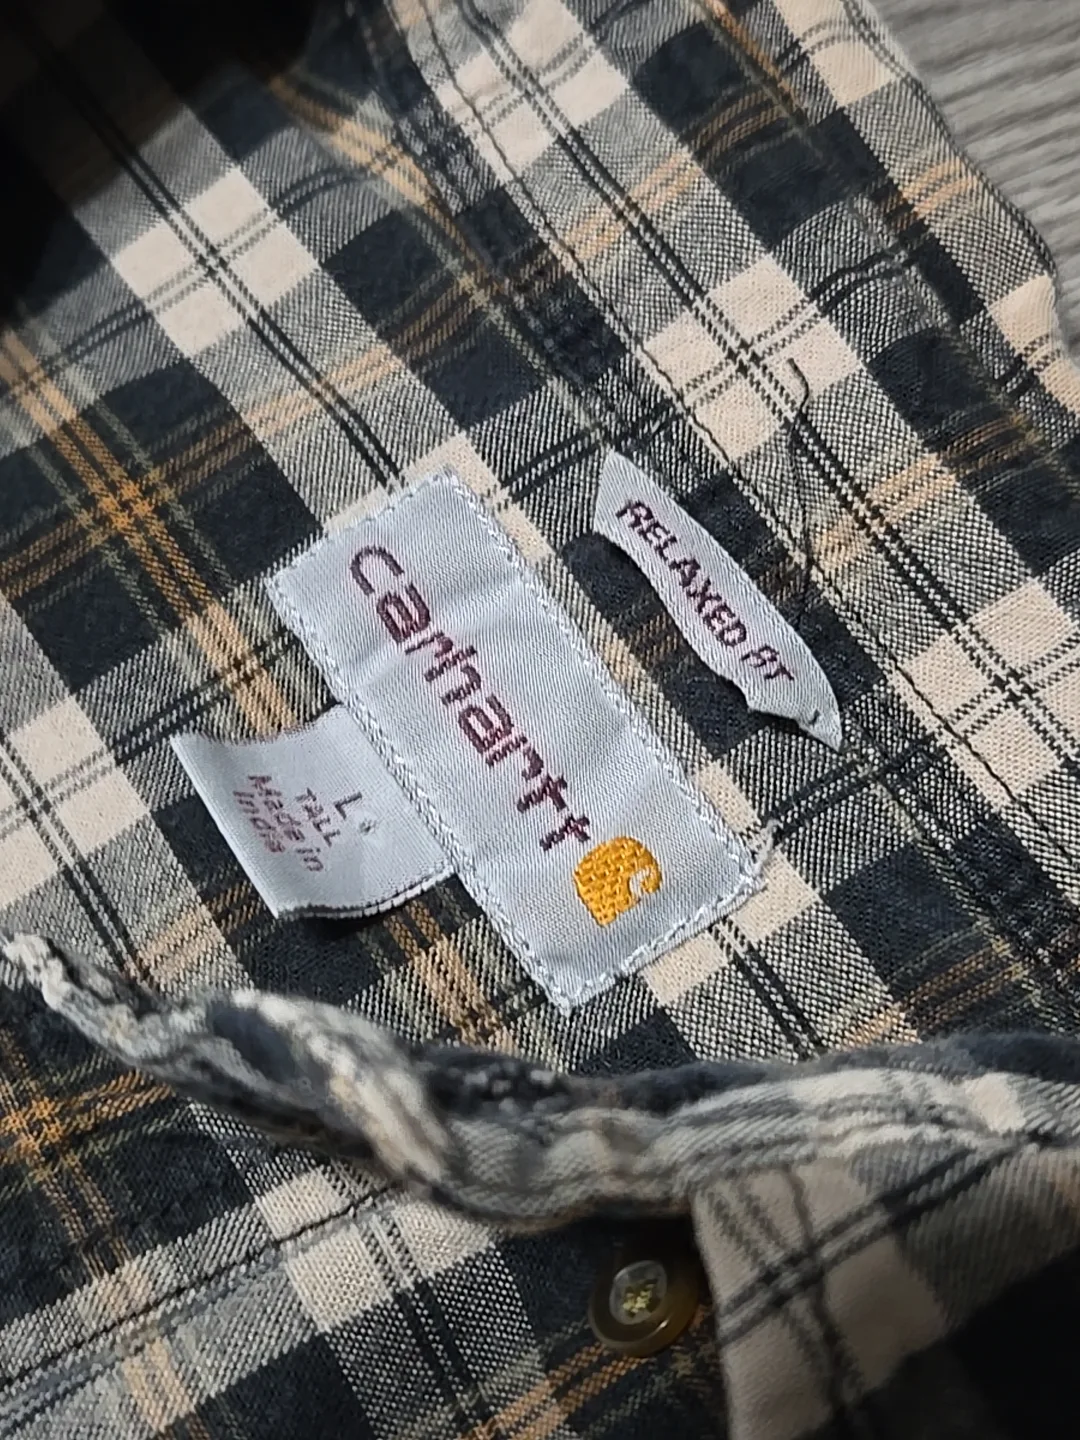 carhartt
RELAXED FIT
L
TALL
Made in
India